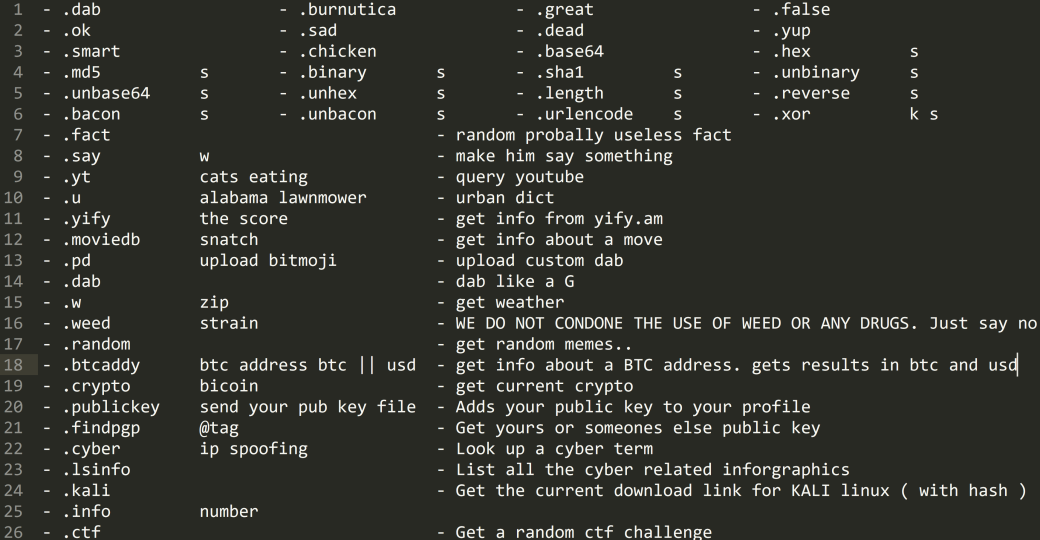 1 - .dab - .burnutica - .great - .false
2 - .ok - .sad - .dead - .yup
3 - .smart - .chicken - .base64 - .hex s
4 - .md5 s - .binary s - .sha1 s - .unbinary s
5 - .unbase64 s - .unhex s - .length s - .reverse s
6 - .bacon s - .unbacon s - .urlencode s - .xor k s
7 - .fact - random probally useless fact
8 - .say w - make him say something
9 - .yt cats eating - query youtube
10 - .u alabama lawnmower - urban dict
11 - .yify the score - get info from yify.am
12 - .moviedb snatch - get info about a move
13 - .pd upload bitmoji - upload custom dab
14 - .dab - dab like a G
15 - .w zip - get weather
16 - .weed strain - WE DO NOT CONDONE THE USE OF WEED OR ANY DRUGS. Just say no
17 - .random - get random memes..
18 - .btcaddy btc address btc || usd - get info about a BTC address. gets results in btc and usd
19 - .crypto bicoin - get current crypto
20 - .publickey send your pub key file - Adds your public key to your profile
21 - .findpgp @tag - Get yours or someones else public key
22 - .cyber ip spoofing - Look up a cyber term
23 - .lsinfo - List all the cyber related inforgraphics
24 - .kali - Get the current download link for KALI linux ( with hash )
25 - .info number
26 - .ctf - Get a random ctf challenge